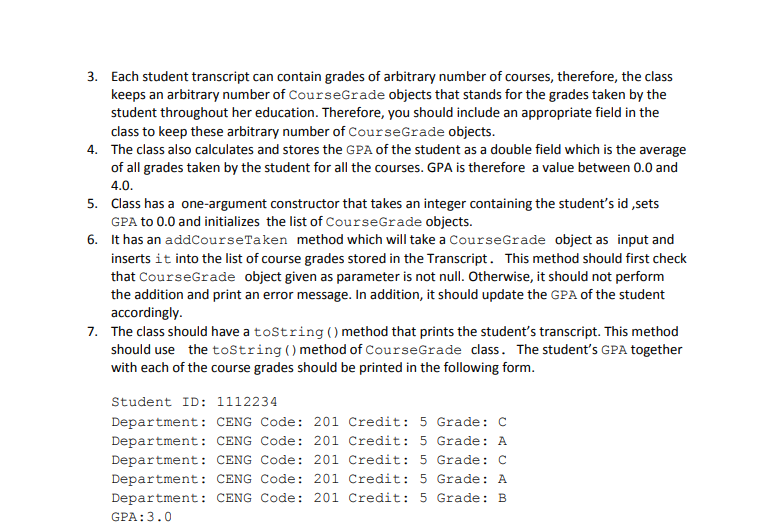 3. Each student transcript can contain grades of arbitrary number of courses, therefore, the class
keeps an arbitrary number of CourseGrade objects that stands for the grades taken by the
student throughout her education. Therefore, you should include an appropriate field in the
class to keep these arbitrary number of CourseGrade objects.
4. The class also calculates and stores the GPA of the student as a double field which is the average
of all grades taken by the student for all the courses. GPA is therefore a value between 0.0 and
4.0.
5. Class has a one-argument constructor that takes an integer containing the student's id ,sets
GPA to 0.0 and initializes the list of CourseGrade objects.
6. It has an addCourseTaken method which will take a CourseGrade object as input and
inserts it into the list of course grades stored in the Transcript. This method should first check
that CourseGrade object given as parameter is not null. Otherwise, it should not perform
the addition and print an error message. In addition, it should update the GPA of the student
accordingly.
7. The class should have a toString() method that prints the student's transcript. This method
should use the toString() method of CourseGrade class. The student's GPA together
with each of the course grades should be printed in the following form.
Student ID: 1112234
Department: CENG Code: 201 Credit: 5 Grade: C
Department: CENG Code: 201 Credit: 5 Grade: A
Department: CENG Code: 201 Credit: 5 Grade: C
Department: CENG Code: 201 Credit: 5 Grade: A
Department: CENG Code: 201 Credit: 5 Grade: B
GPA:3.0